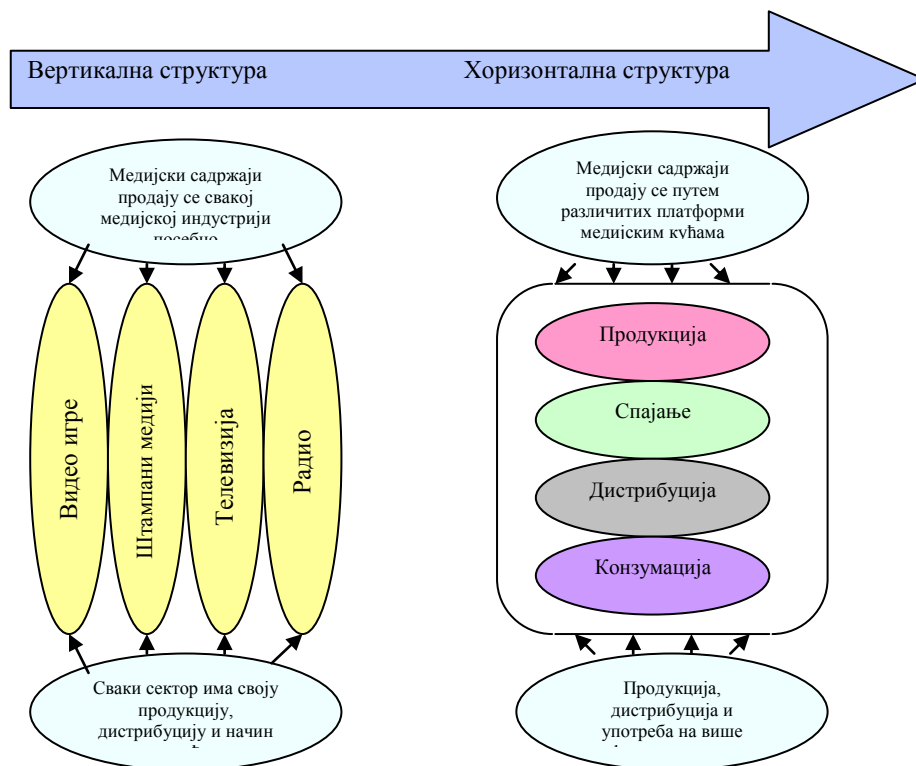 Вертикална структура
Хоризонтална структура
Медијски садржаји
продају се свакој
медијској индустрији
посебно
Медијски садржаји
продају се путем
различитих платформи
медијским кућама
Видео игре
Штампани медији
Телевизија
Радио
Продукција
Спајање
Дистрибуција
Конзумација
Сваки сектор има своју
продукцију,
дистрибуцију и начин
Продукција,
дистрибуција и
употреба на више